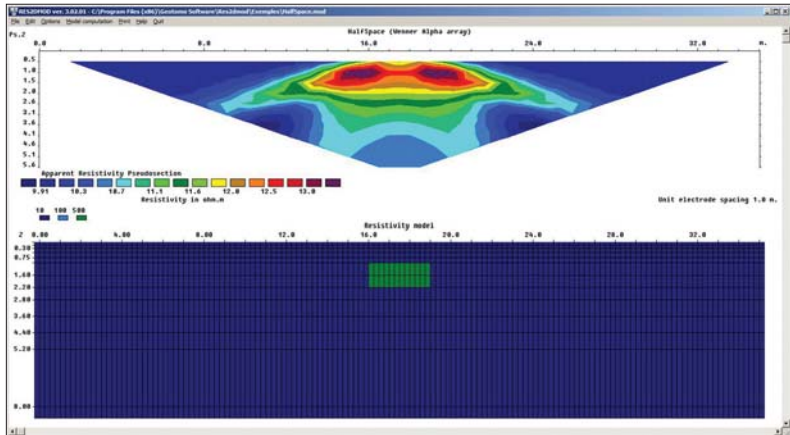 RES2DMOD ver. 3.02.01 - C:\Program Files (x86)\Geotomo Software\Res2dmod\Exemples\HalfSpace.mod
File Edit Options Model computation Print Help Quit
HalfSpace (Wenner Alpha array)
Ps.Z
0.0 8.0 16.0 24.0 32.0 m.
0.5
1.0
1.5
2.0
2.6
3.1
3.6
4.1
4.6
5.1
5.6
Apparent Resistivity Pseudosection
9.91 10.3 10.7 11.1 11.6 12.0 12.5 13.0
Resistivity in ohm.m
Unit electrode spacing 1.0 m.
10 100 500
Resistivity model
Z 0.00 4.00 8.00 12.0 16.0 20.0 24.0 28.0 32.0
0.30
0.75
1.60
2.20
2.80
3.60
4.40
5.20
8.00